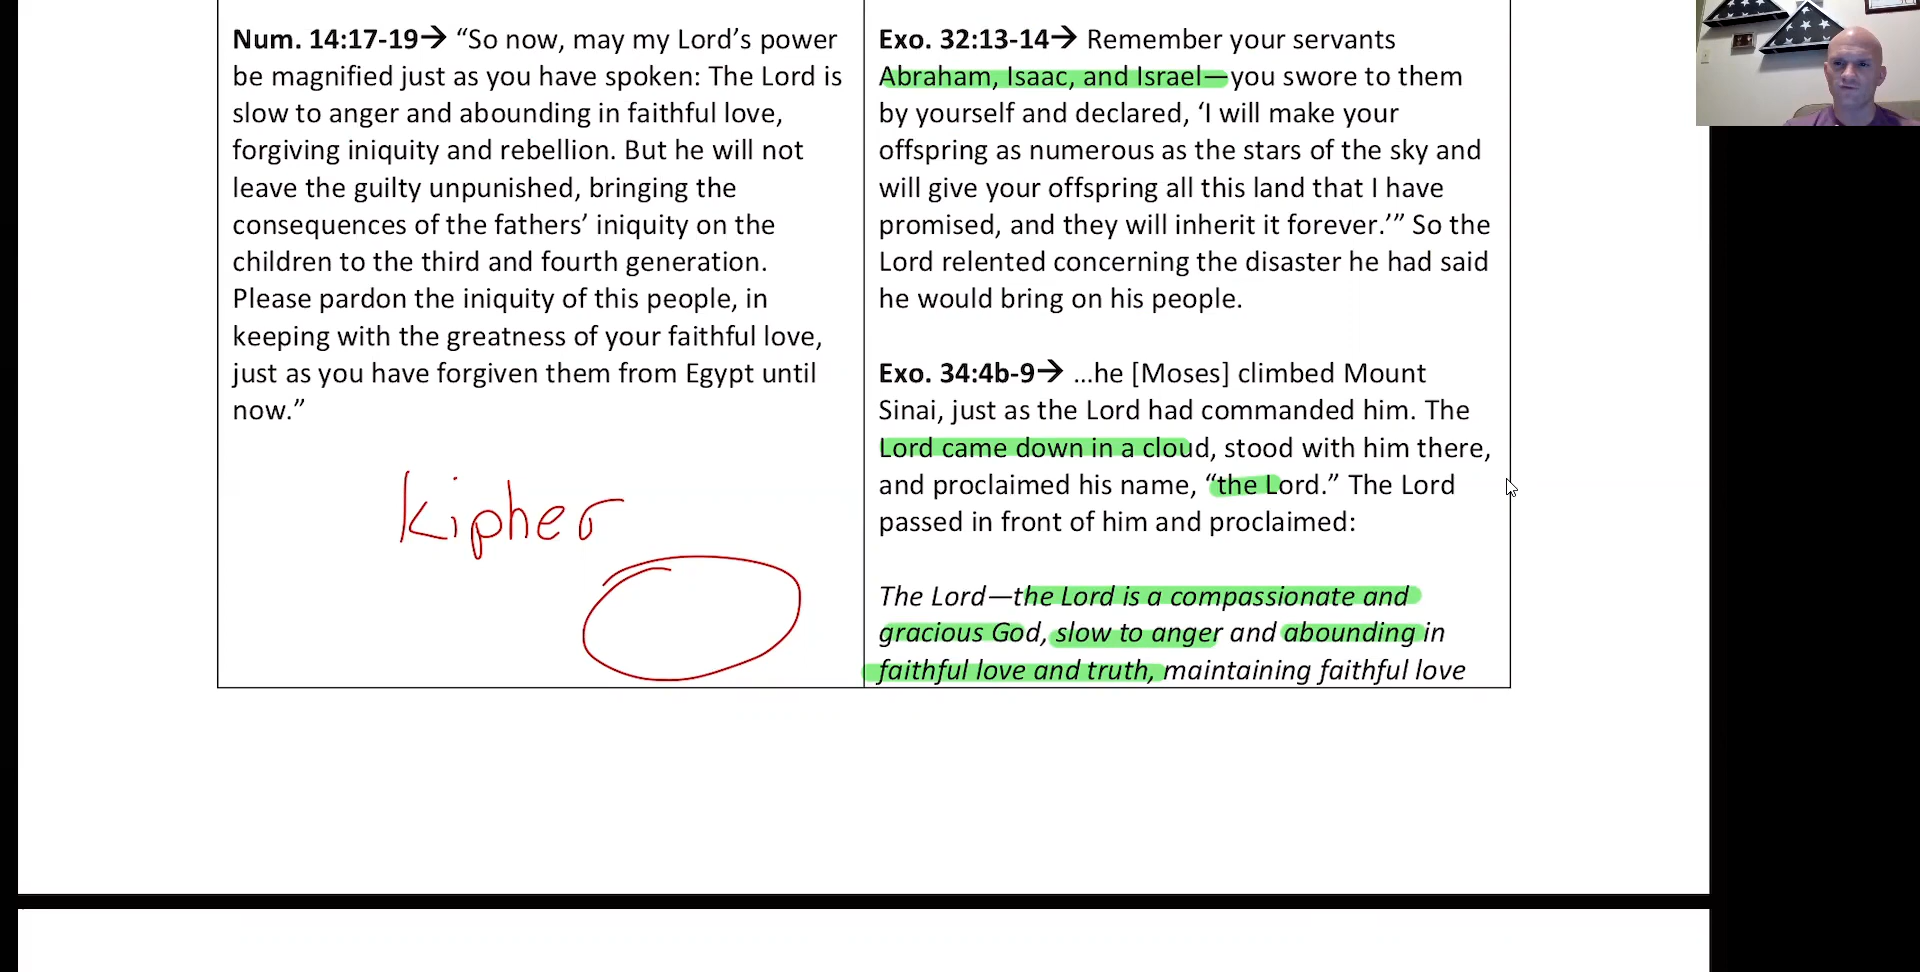 Num. 14:17-19→ “So now, may my Lord’s power
be magnified just as you have spoken: The Lord is
slow to anger and abounding in faithful love,
forgiving iniquity and rebellion. But he will not
leave the guilty unpunished, bringing the
consequences of the fathers’ iniquity on the
children to the third and fourth generation.
Please pardon the iniquity of this people, in
keeping with the greatness of your faithful love,
just as you have forgiven them from Egypt until
now.”
kipher
Exo. 32:13-14→ Remember your servants
Abraham, Isaac, and Israel—you swore to them
by yourself and declared, ‘I will make your
offspring as numerous as the stars of the sky and
will give your offspring all this land that I have
promised, and they will inherit it forever.’” So the
Lord relented concerning the disaster he had said
he would bring on his people.
Exo. 34:4b-9→ …he [Moses] climbed Mount
Sinai, just as the Lord had commanded him. The
Lord came down in a cloud, stood with him there,
and proclaimed his name, “the Lord.” The Lord
passed in front of him and proclaimed:
The Lord—the Lord is a compassionate and
gracious God, slow to anger and abounding in
faithful love and truth, maintaining faithful love